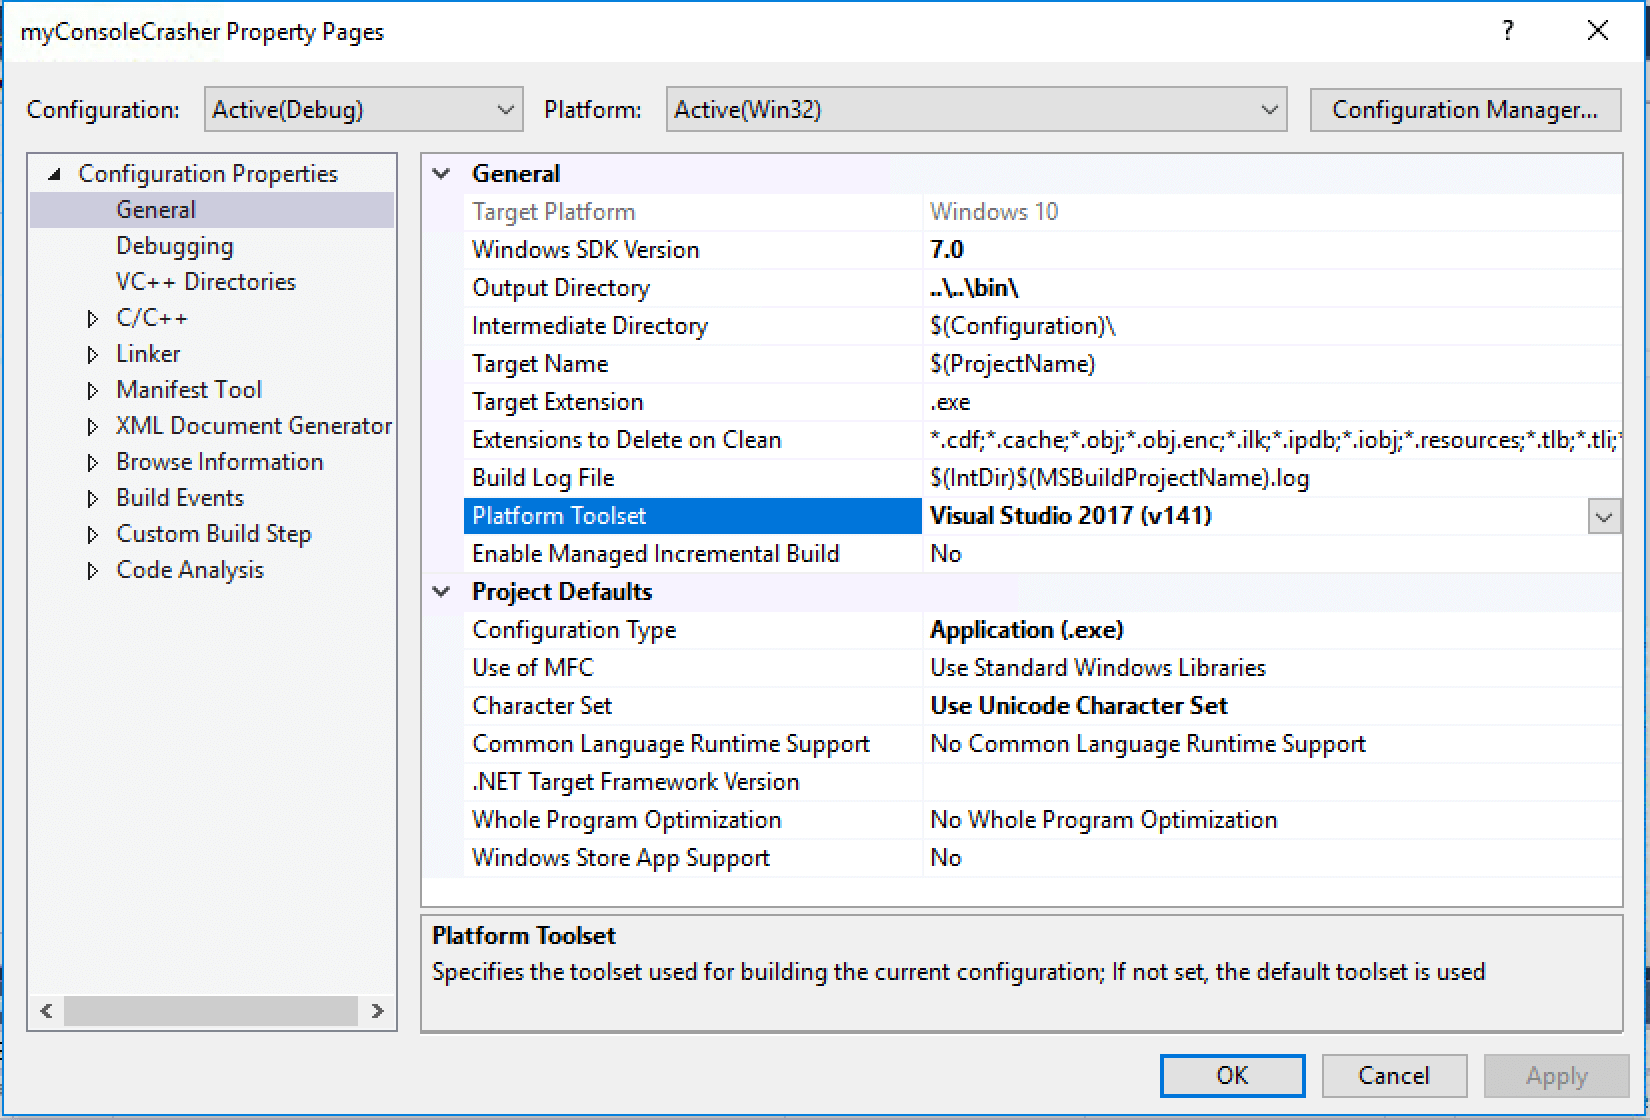 myConsoleCrasher Property Pages
?
Configuration: Active(Debug) Platform: Active(Win32) Configuration Manager...
Configuration Properties
General
Debugging
VC++ Directories
C/C++
Linker
Manifest Tool
XML Document Generator
Browse Information
Build Events
Custom Build Step
Code Analysis
General
Target Platform Windows 10
Windows SDK Version 7.0
Output Directory ..\..\bin\
Intermediate Directory $(Configuration)\
Target Name $(ProjectName)
Target Extension .exe
Extensions to Delete on Clean *.cdf;*.cache;*.obj;*.obj.enc;*.ilk;*.ipdb;*.iobj;*.resources;*.tlb;*.tli;*
Build Log File $(IntDir)$(MSBuildProjectName).log
Platform Toolset Visual Studio 2017 (v141)
Enable Managed Incremental Build No
Project Defaults
Configuration Type Application (.exe)
Use of MFC Use Standard Windows Libraries
Character Set Use Unicode Character Set
Common Language Runtime Support No Common Language Runtime Support
.NET Target Framework Version
Whole Program Optimization No Whole Program Optimization
Windows Store App Support No
Platform Toolset
Specifies the toolset used for building the current configuration; If not set, the default toolset is used
OK Cancel Apply